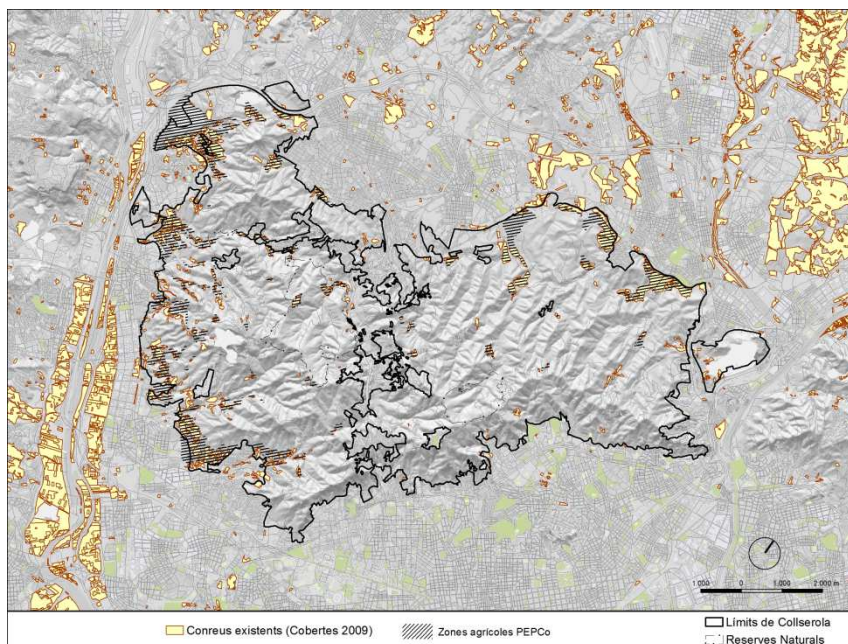 1 000 0 1 000 2 000 m
Conreus existents (Cobertes 2009)
Zones agrícoles PEPCo
Límits de Collserola
Reserves Naturals